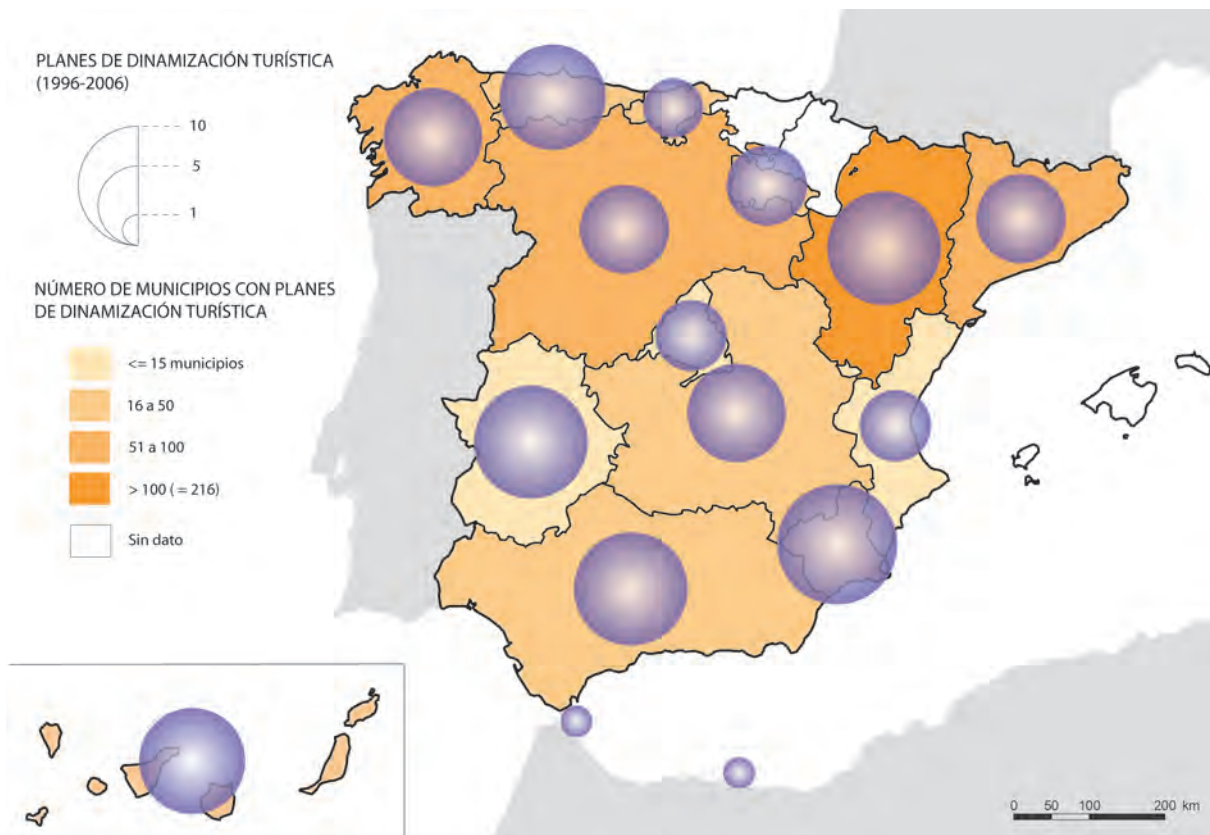 PLANES DE DINAMIZACIÓN TURÍSTICA
(1996-2006)
10
5
1
NÚMERO DE MUNICIPIOS CON PLANES
DE DINAMIZACIÓN TURÍSTICA
<= 15 municipios
16 a 50
51 a 100
> 100 ( = 216)
Sin dato
0 50 100 200 km